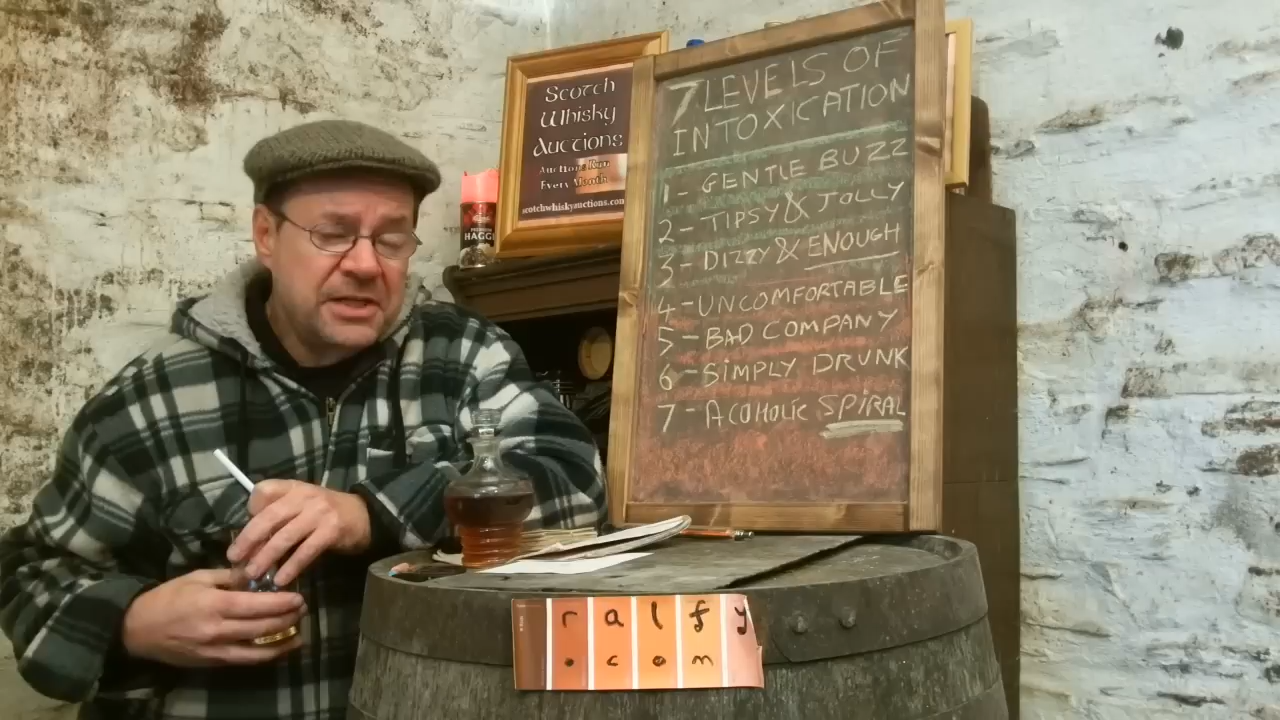 Scotch
Whisky
Auctions
Auctions Run
Every Month
scotchwhiskyauctions.com
HAGGI
7 LEVELS OF
INTOXICATION
1 - GENTLE BUZZ
2 - TIPSY & JOLLY
3 - DIZZY & ENOUGH
4 - UNCOMFORTABLE
5 - BAD COMPANY
6 - SIMPLY DRUNK
7 - ACOHOLIC SPIRAL
ralfy
.com